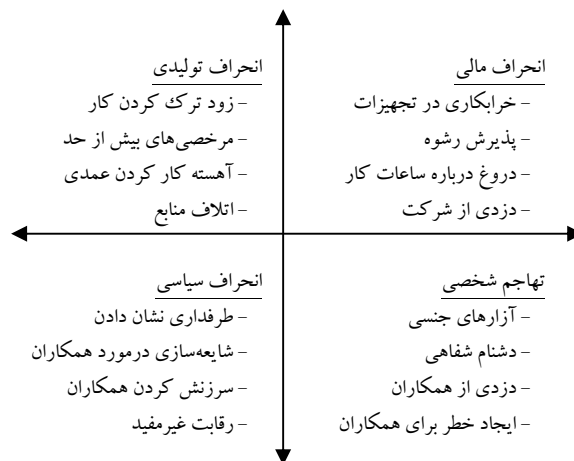 انحراف مالی
– خرابکاری در تجهیزات
– پذیرش رشوه
– دروغ درباره ساعات کار
– دزدی از شرکت
انحراف تولیدی
– زود ترک کردن کار
– مرخصی‌های بیش از حد
– آهسته کار کردن عمدی
– اتلاف منابع
تهاجم شخصی
– آزارهای جنسی
– دشنام شفاهی
– دزدی از همکاران
– ایجاد خطر برای همکاران
انحراف سیاسی
– طرفداری نشان دادن
– شایعه‌سازی درمورد همکاران
– سرزنش کردن همکاران
– رقابت غیرمفید